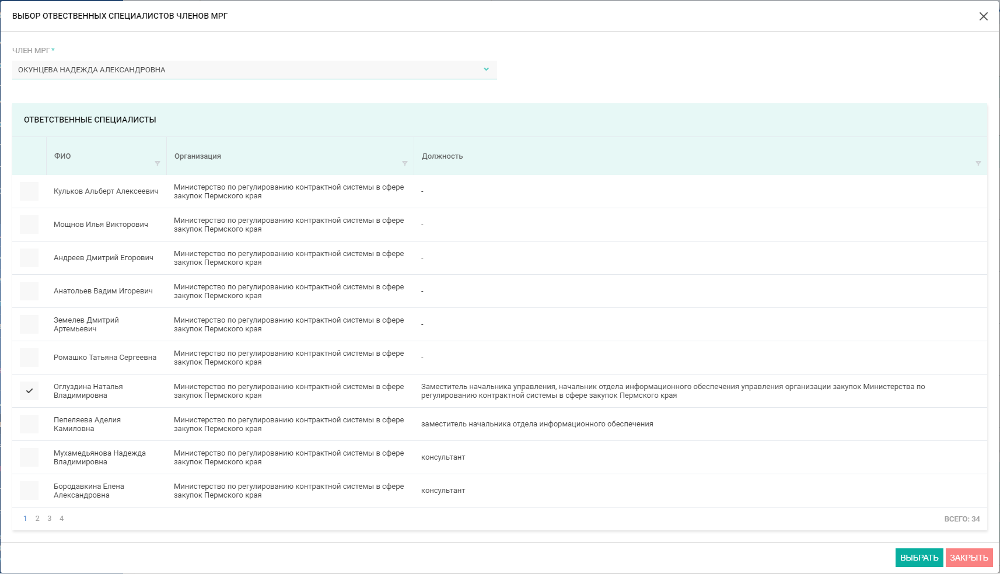 ВЫБОР ОТВЕСТВЕННЫХ СПЕЦИАЛИСТОВ ЧЛЕНОВ МРГ
ЧЛЕН МРГ*
ОКУНЦЕВА НАДЕЖДА АЛЕКСАНДРОВНА
ОТВЕТСТВЕННЫЕ СПЕЦИАЛИСТЫ
ФИО Организация Должность
Кульков Альберт Алексеевич Министерство по регулированию контрактной системы в сфере -
закупок Пермского края
Мощнов Илья Викторович Министерство по регулированию контрактной системы в сфере -
закупок Пермского края
Андреев Дмитрий Егорович Министерство по регулированию контрактной системы в сфере -
закупок Пермского края
Анатольев Вадим Игоревич Министерство по регулированию контрактной системы в сфере -
закупок Пермского края
Земелев Дмитрий Министерство по регулированию контрактной системы в сфере -
Артемьевич закупок Пермского края
Ромашко Татьяна Сергеевна Министерство по регулированию контрактной системы в сфере -
закупок Пермского края
Оглуздина Наталья Министерство по регулированию контрактной системы в сфере Заместитель начальника управления, начальник отдела информационного обеспечения управления организации закупок Министерства по
Владимировна закупок Пермского края регулированию контрактной системы в сфере закупок Пермского края
Пепеляева Аделия Министерство по регулированию контрактной системы в сфере заместитель начальника отдела информационного обеспечения
Камиловна закупок Пермского края
Мухамедьянова Надежда Министерство по регулированию контрактной системы в сфере консультант
Владимировна закупок Пермского края
Бородавкина Елена Министерство по регулированию контрактной системы в сфере консультант
Александровна закупок Пермского края
1 2 3 4 ВСЕГО: 34
ВЫБРАТЬ ЗАКРЫТЬ